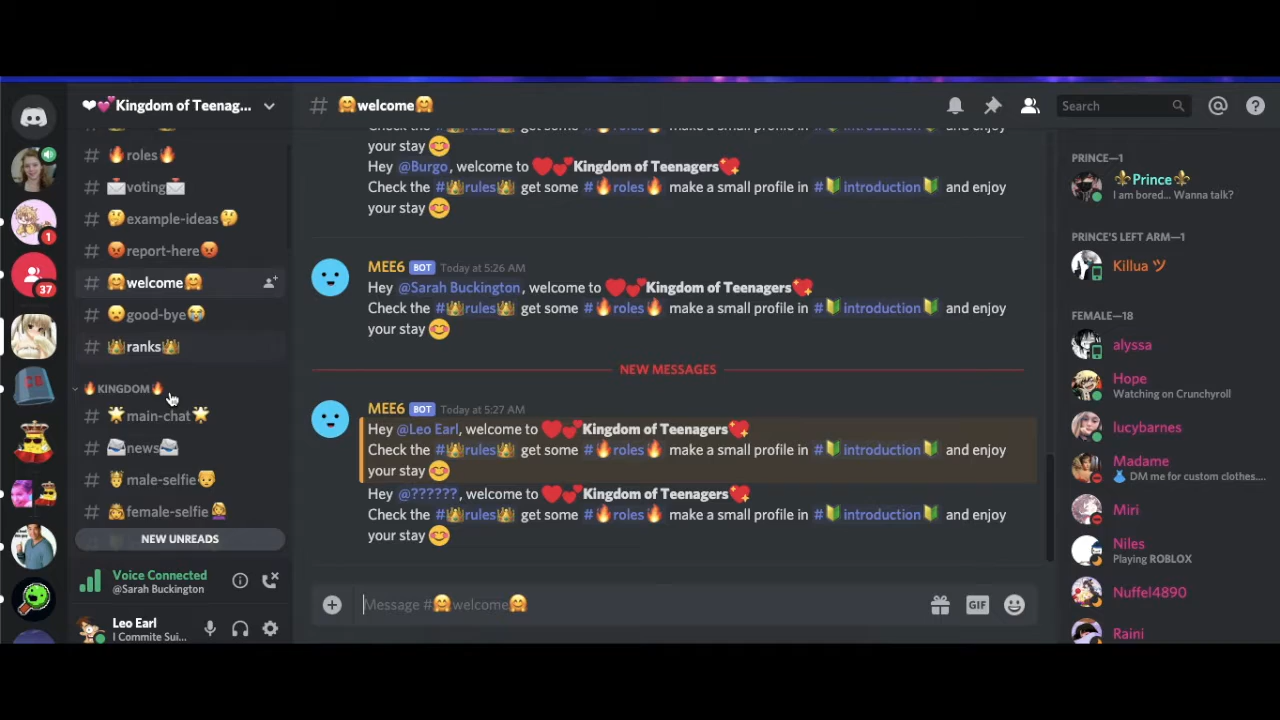 ❤️💕Kingdom of Teenag...
# 🤗welcome🤗
Search
1
37
# 🔥roles🔥
# 📩voting📩
# 🤔example-ideas🤔
# 😡report-here😡
# 🤗welcome🤗
# 😦good-bye😭
# 👑ranks👑
🔥KINGDOM🔥
# 🌟main-chat🌟
# 📨news📨
# 🤴male-selfie👨
# 👸female-selfie💁‍♀️
NEW UNREADS
Voice Connected
@Sarah Buckington
Leo Earl
I Commite Sui...
Check the #👑rules👑 get some #🔥roles🔥 make a small profile in #🔰introduction🔰 and enjoy
your stay 😊
Hey @Burgo, welcome to ❤️💕Kingdom of Teenagers💖
Check the #👑rules👑 get some #🔥roles🔥 make a small profile in #🔰introduction🔰 and enjoy
your stay 😊
MEE6 BOT Today at 5:26 AM
Hey @Sarah Buckington, welcome to ❤️💕Kingdom of Teenagers💖
Check the #👑rules👑 get some #🔥roles🔥 make a small profile in #🔰introduction🔰 and enjoy
your stay 😊
NEW MESSAGES
MEE6 BOT Today at 5:27 AM
Hey @Leo Earl, welcome to ❤️💕Kingdom of Teenagers💖
Check the #👑rules👑 get some #🔥roles🔥 make a small profile in #🔰introduction🔰 and enjoy
your stay 😊
Hey @??????, welcome to ❤️💕Kingdom of Teenagers💖
Check the #👑rules👑 get some #🔥roles🔥 make a small profile in #🔰introduction🔰 and enjoy
your stay 😊
Message #🤗welcome🤗
GIF
PRINCE—1
⚜️Prince⚜️
I am bored... Wanna talk?
PRINCE'S LEFT ARM—1
Killua ツ
FEMALE—18
alyssa
Hope
Watching on Crunchyroll
lucybarnes
Madame
👗 DM me for custom clothes....
Miri
Niles
Playing ROBLOX
Nuffel4890
Raini